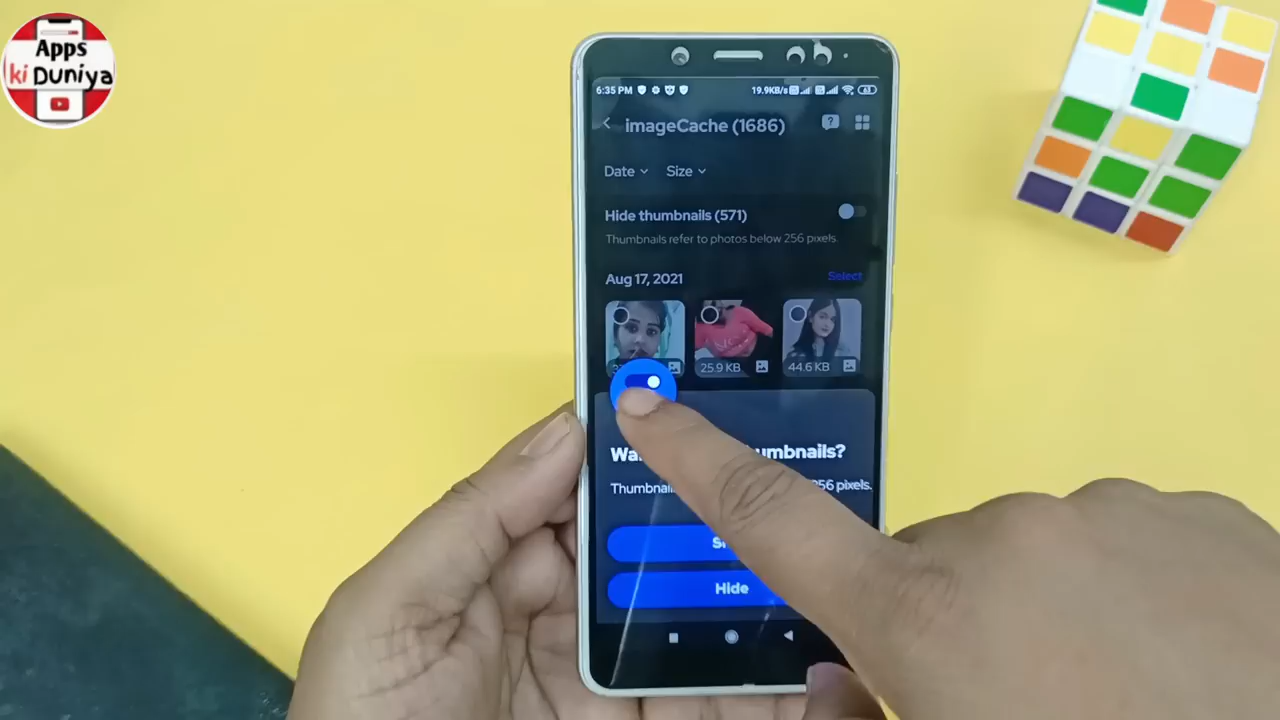 Apps
ki Duniya
6:35 PM
19.9KB/s
63
imageCache (1686)
?
Date
Size
Hide thumbnails (571)
Thumbnails refer to photos below 256 pixels.
Aug 17, 2021
Select
25.9 KB
44.6 KB
256 pixels.
Hide